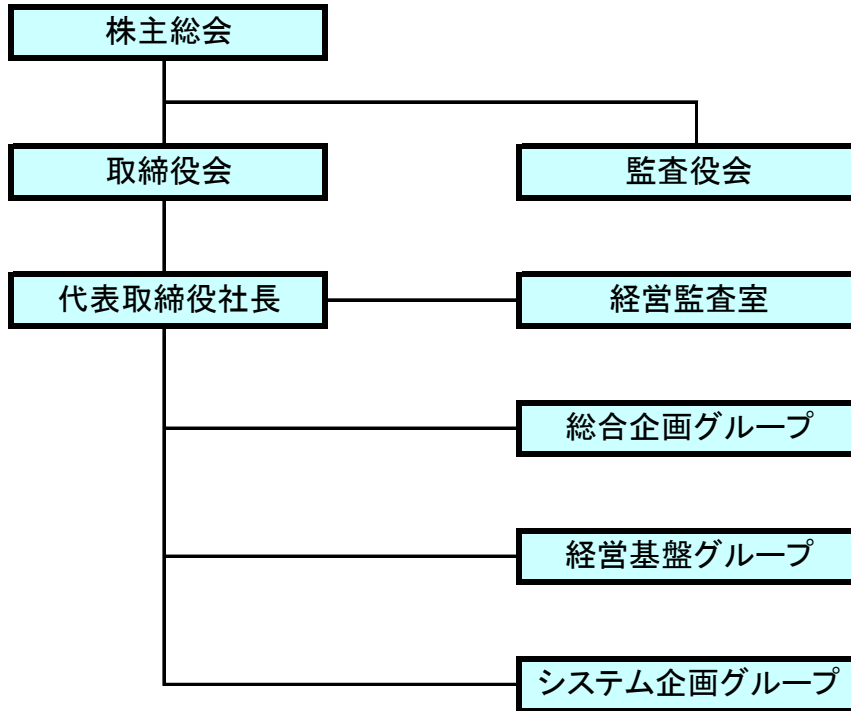 株主総会
取締役会
監査役会
代表取締役社長
経営監査室
総合企画グループ
経営基盤グループ
システム企画グループ